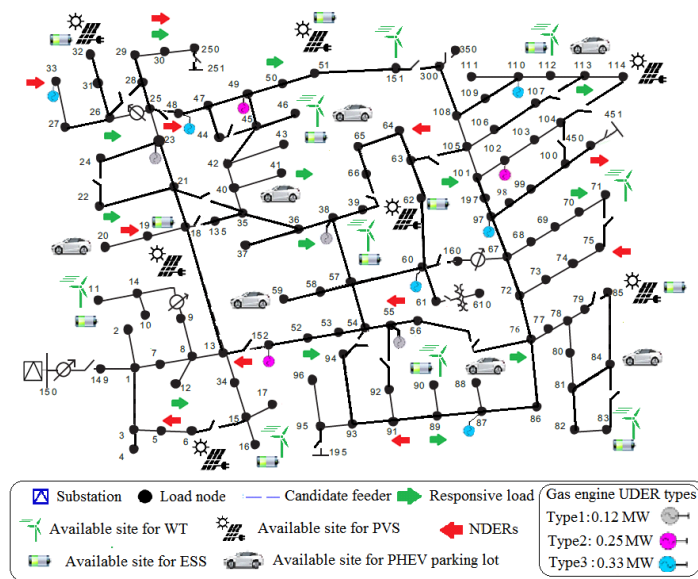 32 29 30 250
251
33 31 28
27 26 25 48 47 49 50 51 151 300 350
44 45 46
23 43
24 42 41
40
22 21
20 19 18 135 35 36 37
38 39 66 65 64 63 62
111 110 112 113 114
108 107
106 105
104 103 102 101
100 450 451
99 98 197 97
71 70 69 68 67
160 60 61 610
75 74 73 72
59 58 57
11 14 10 9
2 7 8 13
152 52 53 54 55 56
150 149 1 12
34
3 5 6 4
15 17 16
94 96 95 93
195
92 91 90 89 88 87 86
76 77 78 79 85
80 84
81 82 83
Substation Load node Candidate feeder Responsive load
Available site for WT Available site for PVS NDERs
Available site for ESS Available site for PHEV parking lot
Gas engine UDER types
Type1: 0.12 MW
Type2: 0.25 MW
Type3: 0.33 MW